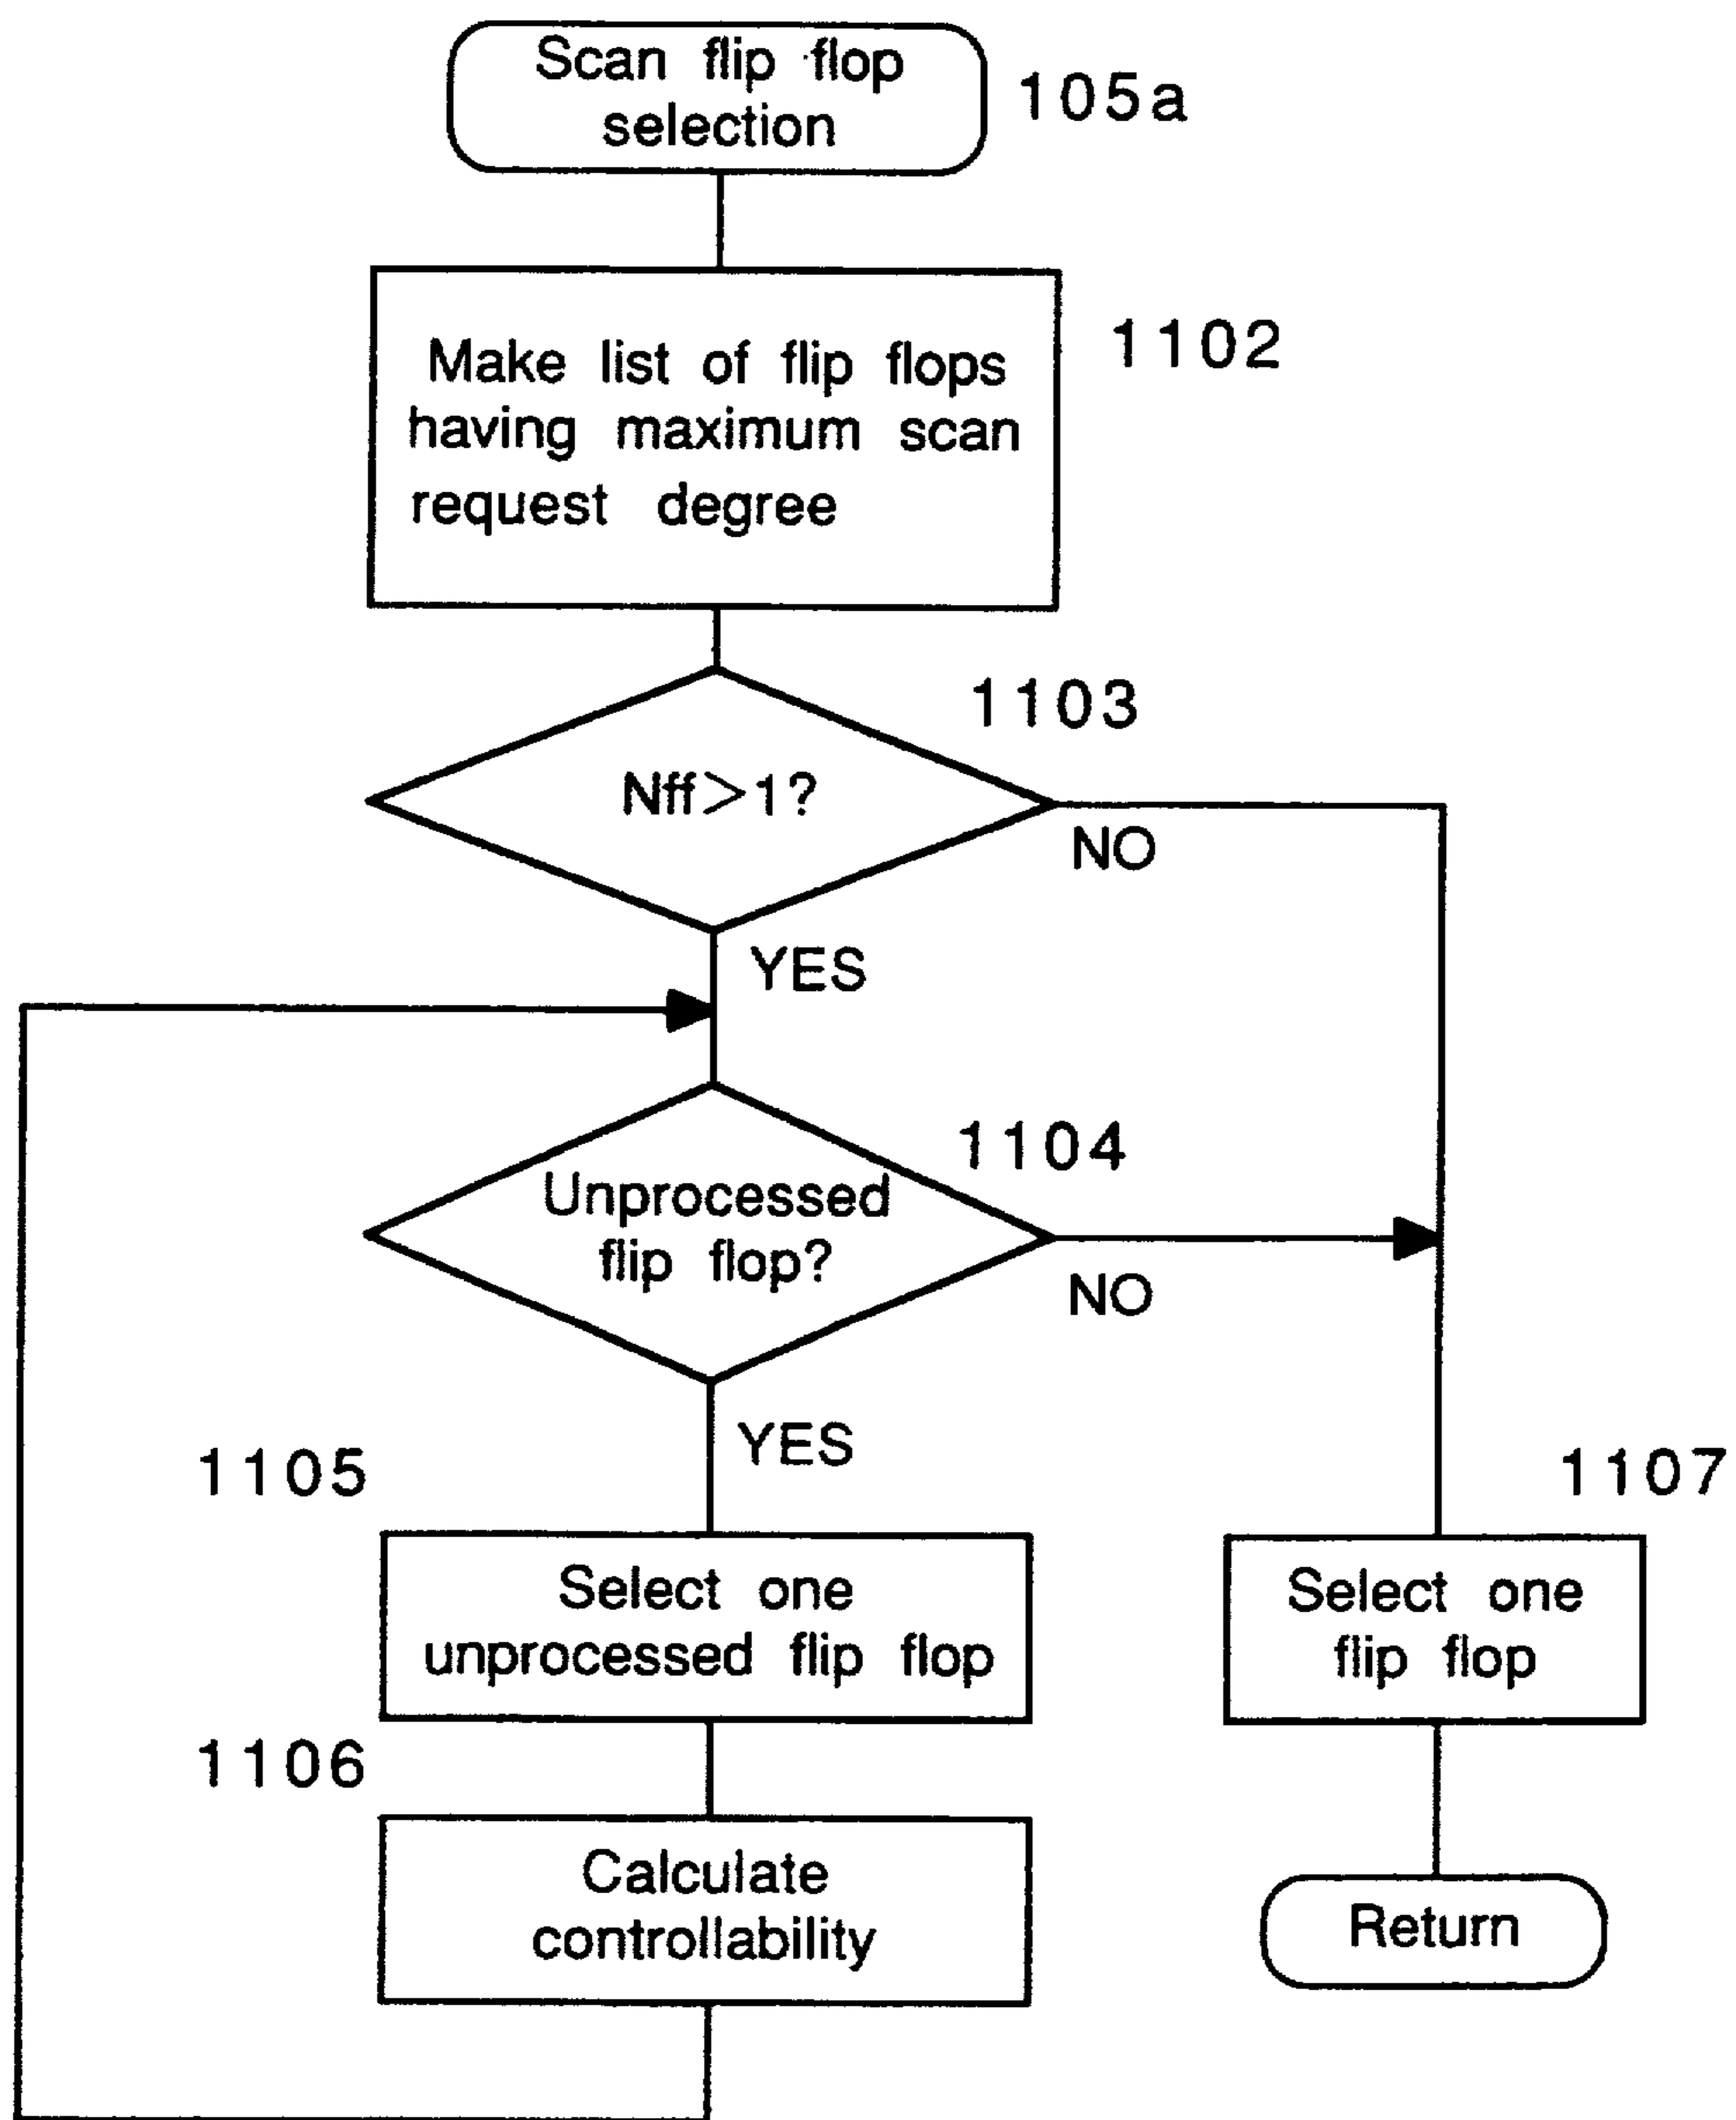 Scan flip flop
selection
105a
Make list of flip flops
having maximum scan
request degree
1102
Nff>1?
1103
NO
YES
Unprocessed
flip flop?
1104
NO
YES
1105
Select one
unprocessed flip flop
1106
Calculate
controllability
1107
Select one
flip flop
Return